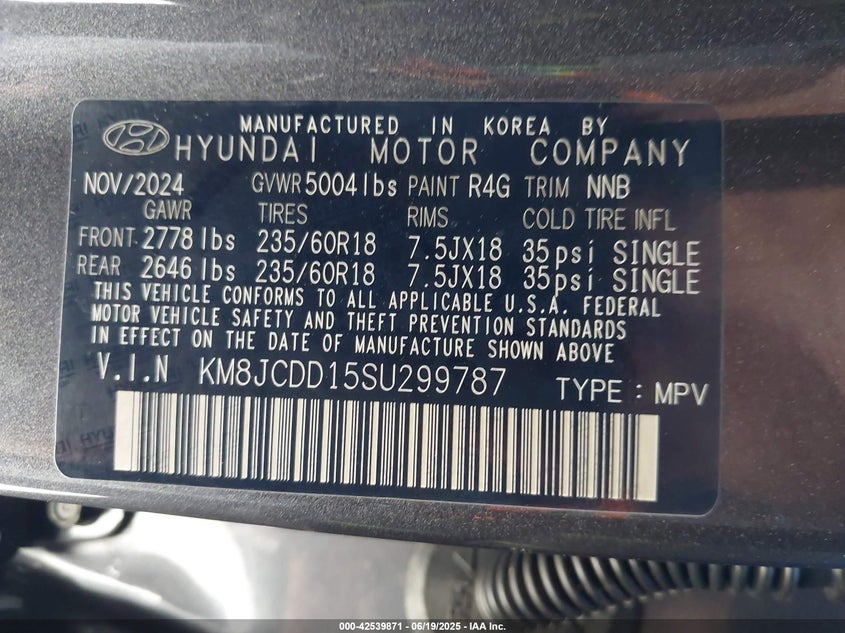 MANUFACTURED IN KOREA BY
HYUNDAI MOTOR COMPANY
NOV/2024 GVWR 5004 lbs PAINT R4G TRIM NNB
GAWR TIRES RIMS COLD TIRE INFL
FRONT 2778 lbs 235/60R18 7.5JX18 35psi SINGLE
REAR 2646 lbs 235/60R18 7.5JX18 35psi SINGLE
THIS VEHICLE CONFORMS TO ALL APPLICABLE U.S.A. FEDERAL
MOTOR VEHICLE SAFETY AND THEFT PREVENTION STANDARDS
IN EFFECT ON THE DATE OF MANUFACTURE SHOWN ABOVE
V.I.N KM8JCDD15SU299787 TYPE : MPV
000-42539871 - 06/19/2025 - IAA Inc.